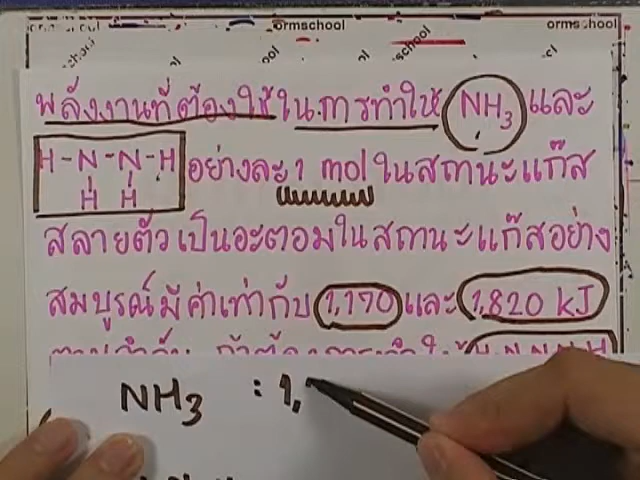 ormschool
ormschool
school
school
ol
cl
พลังงานที่ต้องใช้ในการทำให้ NH3 และ
H-N-N-H อย่างละ 1 mol ในสถานะแก๊ส
H H
สลายตัวเป็นอะตอมในสถานะแก๊สอย่าง
สมบูรณ์มีค่าเท่ากับ 1,170 และ 1,820 kJ
NH3 : 1,